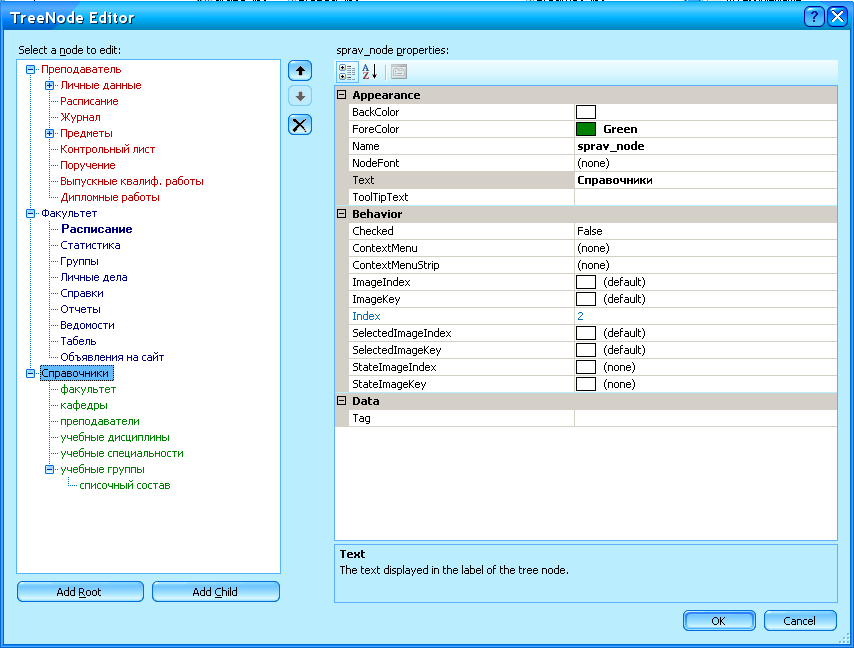 TreeNode Editor
Select a node to edit:
Преподаватель
Личные данные
Расписание
Журнал
Предметы
Контрольный лист
Поручение
Выпускные квалиф. работы
Дипломные работы
Факультет
Расписание
Статистика
Группы
Личные дела
Справки
Отчеты
Ведомости
Табель
Объявления на сайт
Справочники
факультет
кафедры
преподаватели
учебные дисциплины
учебные специальности
учебные группы
списочный состав
Add Root
Add Child
sprav_node properties:
Appearance
BackColor
ForeColor Green
Name sprav_node
NodeFont (none)
Text Справочники
ToolTipText
Behavior
Checked False
ContextMenu (none)
ContextMenuStrip (none)
ImageIndex (default)
ImageKey (default)
Index 2
SelectedImageIndex (default)
SelectedImageKey (default)
StateImageIndex (none)
StateImageKey (none)
Data
Tag
Text
The text displayed in the label of the tree node.
OK
Cancel